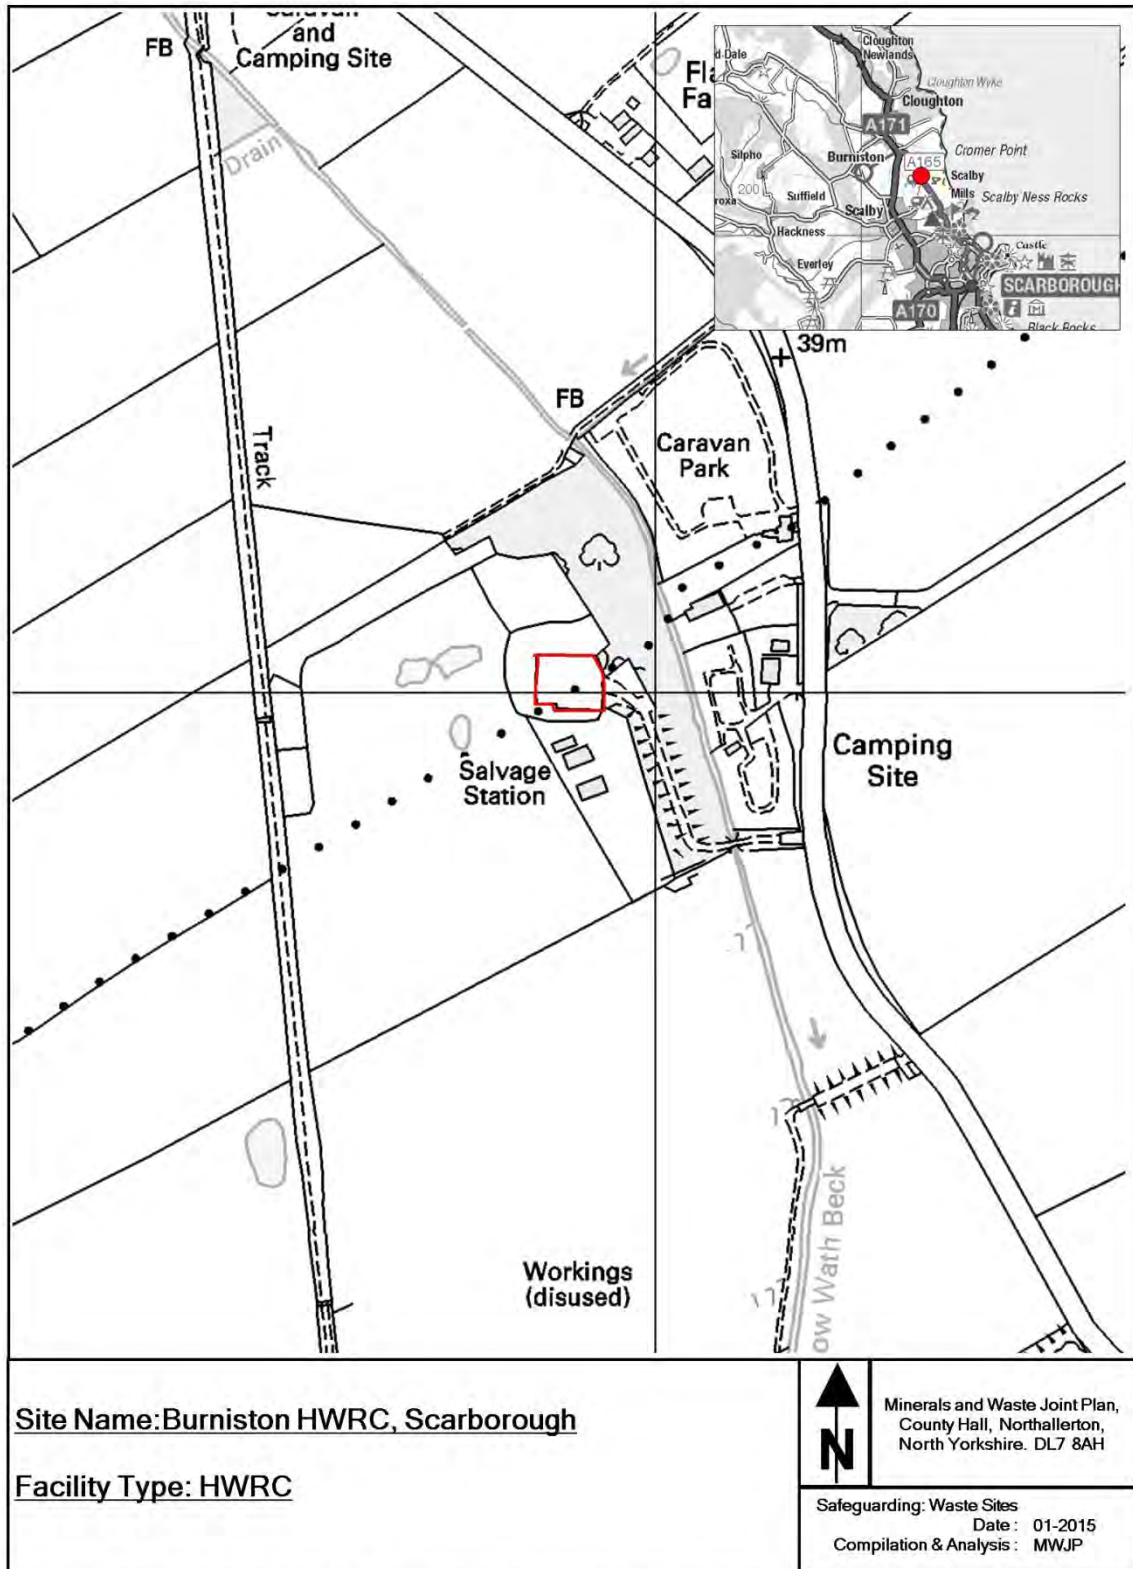 and
Camping Site
FB
Drain
Track
FB
Caravan
Park
39m
Salvage
Station
Camping
Site
Workings
(disused)
ow Wath Beck
Cloughton
Newlands
Cloughton Wyke
Cloughton
A171
Cromer Point
Burniston
A165
Silpho
Scalby
Mills
200
Suffield
Scalby Ness Rocks
Scalby
Hackness
Everley
Castle
SCARBOROUGH
A170
Black Rocks
Site Name:Burniston HWRC, Scarborough
Facility Type: HWRC
N
Minerals and Waste Joint Plan,
County Hall, Northallerton,
North Yorkshire. DL7 8AH
Safeguarding: Waste Sites
Date : 01-2015
Compilation & Analysis : MWJP